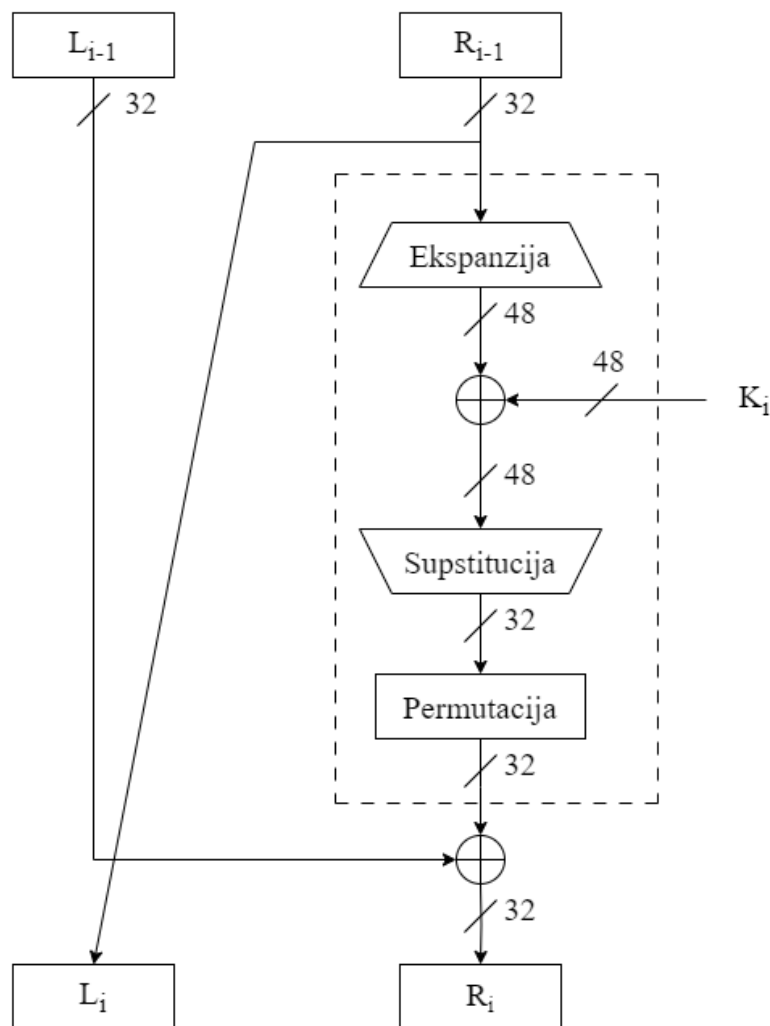 L_{i-1} R_{i-1}
32 32
Ekspanzija
48
48
K_i
48
Supstitucija
32
Permutacija
32
32
L_i R_i